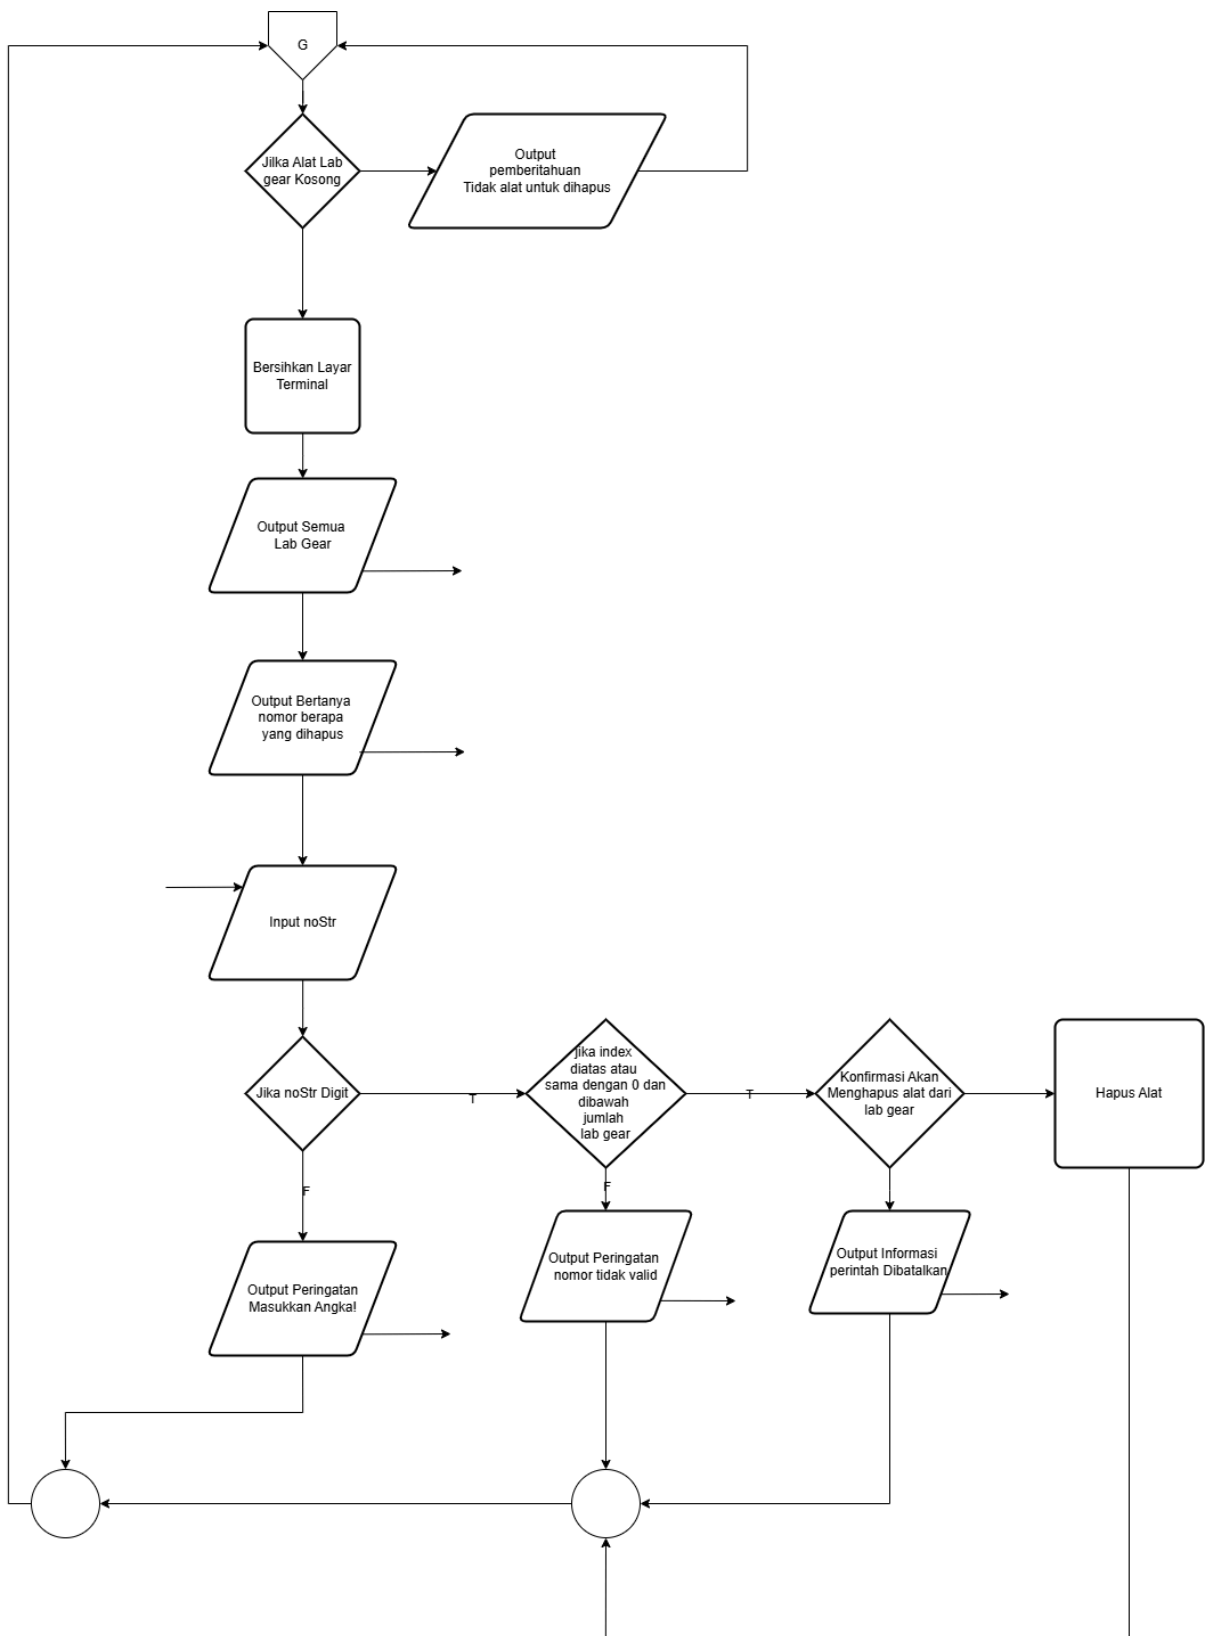 G
Jilka Alat Lab
gear Kosong
Output
pemberitahuan
Tidak alat untuk dihapus
Bersihkan Layar
Terminal
Output Semua
Lab Gear
Output Bertanya
nomor berapa
yang dihapus
Input noStr
Jika noStr Digit
T
jika index
diatas atau
sama dengan 0 dan
dibawah
jumlah
lab gear
T
Konfirmasi Akan
Menghapus alat dari
lab gear
Hapus Alat
F
F
Output Peringatan
Masukkan Angka!
Output Peringatan
nomor tidak valid
Output Informasi
perintah Dibatalkan